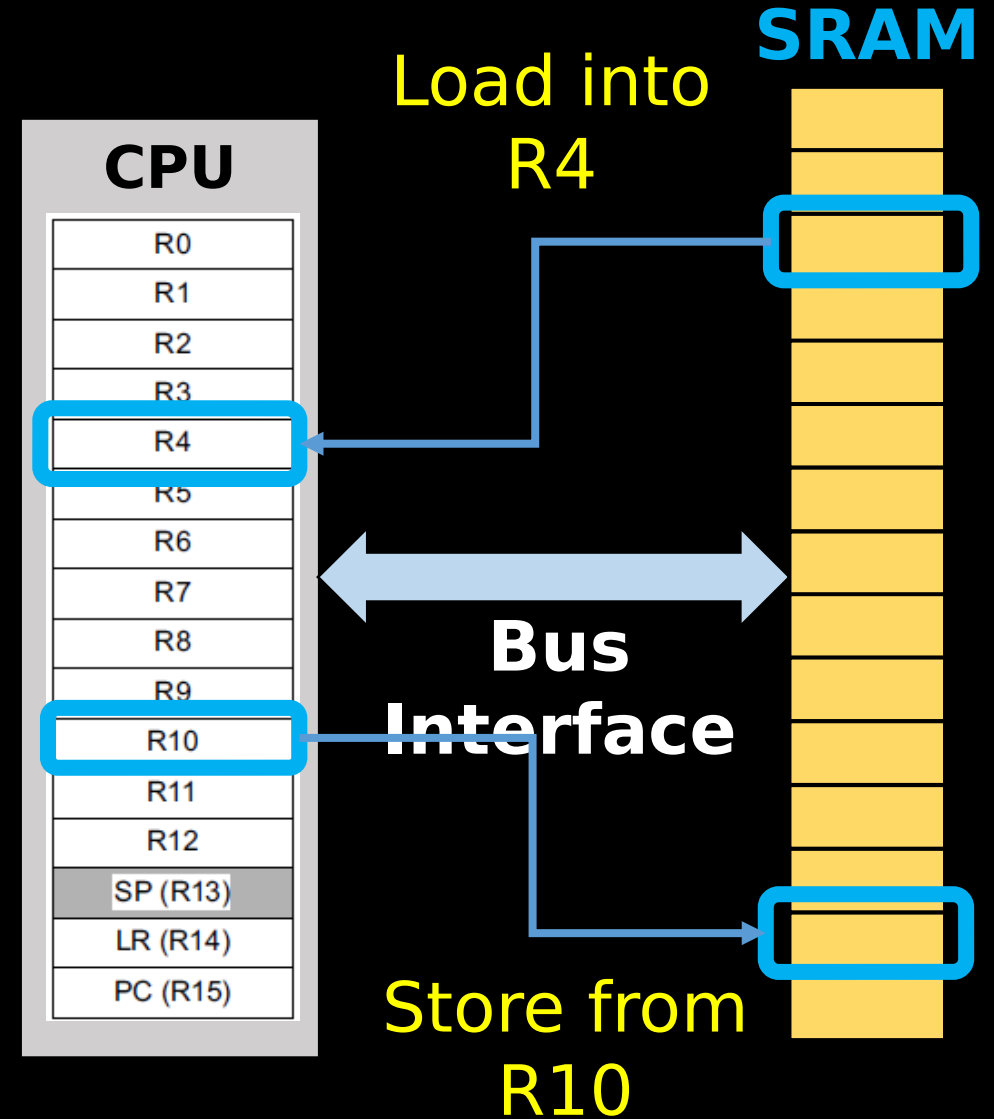 SRAM
Load into
R4
CPU
R0
R1
R2
R3
R4
R5
R6
R7
R8
R9
R10
R11
R12
SP (R13)
LR (R14)
PC (R15)
Bus
Interface
Store from
R10